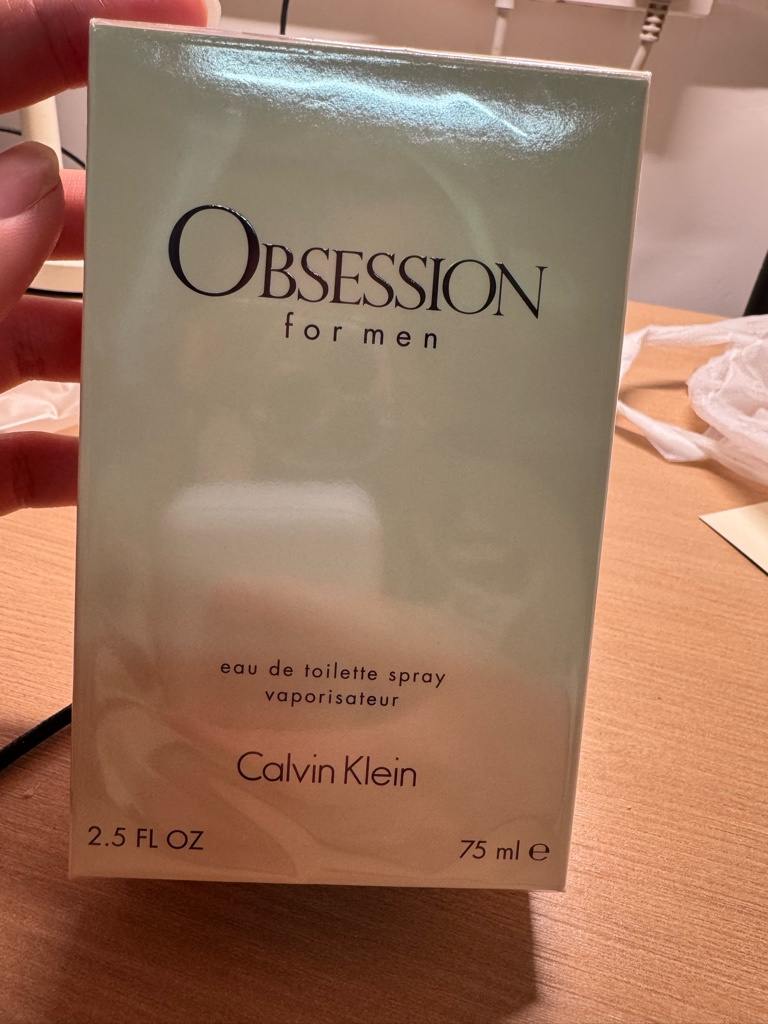 OBSESSION
for men
eau de toilette spray
vaporisateur
Calvin Klein
2.5 FL OZ 75 ml ℮